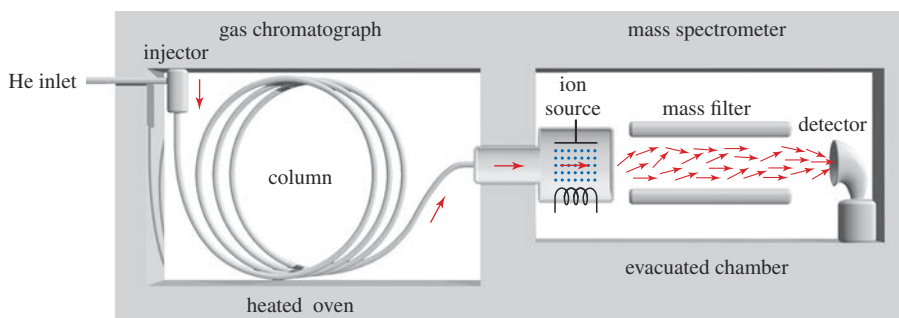 gas chromatograph
mass spectrometer
injector
He inlet
ion
source
mass filter
detector
column
evacuated chamber
heated oven